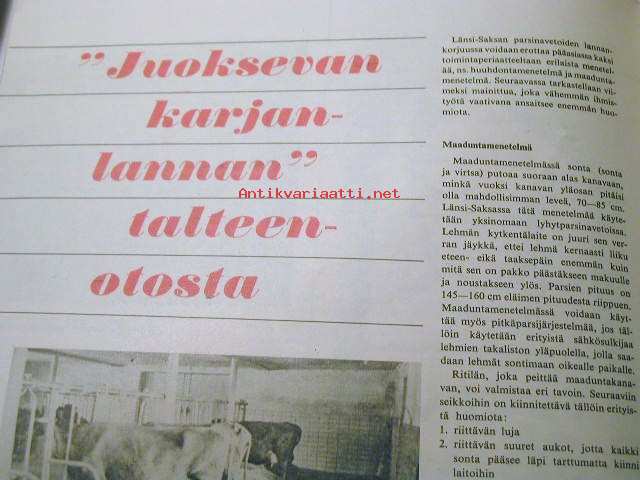 ”Juoksevan
karjan-
lannan”
talteen-
otosta
Antikvariaatti.net
Länsi-Saksan parsinavetoiden lannan-
korjuussa voidaan erottaa pääasiassa kaksi
toimintaperiaatteeltaan erilaista menetel-
mää, ns. huuhdontamenetelmä ja maadunta-
menetelmä. Seuraavassa tarkastellaan vii-
meksi mainittua, joka vähemmän ihmis-
työtä vaativana ansaitsee enemmän huo-
miota.
Maaduntamenetelmä
Maaduntamenetelmässä sonta (sonta
ja virtsa) putoaa suoraan alas kanavaan,
minkä vuoksi kanavan yläosan pitäisi
olla mahdollisimman leveä, 70—85 cm.
Länsi-Saksassa tätä menetelmää käyte-
tään yksinomaan lyhytparsinavetoissa.
Lehmän kytkentälaite on juuri sen ver-
ran jäykkä, ettei lehmä kernaasti liiku
eteen- eikä taaksepäin enemmän kuin
mitä sen on pakko päästäkseen makuulle
ja noustakseen ylös. Parsien pituus on
145—160 cm eläimen pituudesta riippuen.
Maaduntamenetelmässä voidaan käyt-
tää myös pitkäparsijärjestelmää, jos täl-
löin käytetään erityistä sähkösulkijaa
lehmien takaliston yläpuolella, jolla saa-
daan lehmät sontimaan oikealle paikalle.
Ritilän, joka peittää maaduntakana-
van, voi valmistaa eri tavoin. Seuraaviin
seikkoihin on kiinnitettävä tällöin erityis-
tä huomiota:
1. riittävän luja
2. riittävän suuret aukot, jotta kaikki
sonta pääsee läpi tarttumatta kiinni
laitoihin